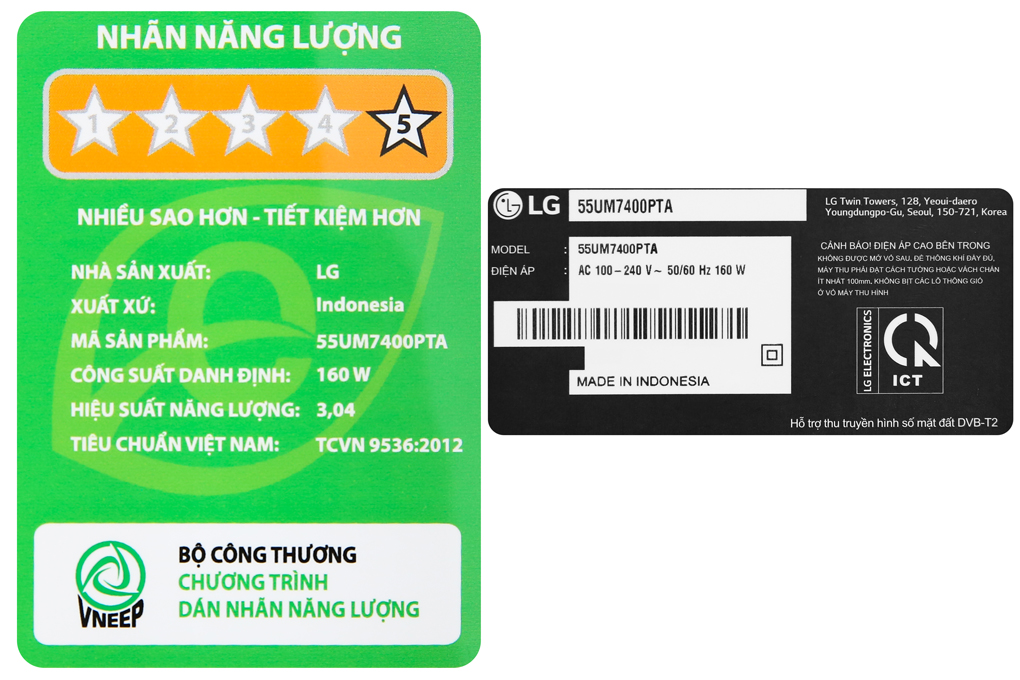 NHÃN NĂNG LƯỢNG
1 2 3 4 5
NHIỀU SAO HƠN - TIẾT KIỆM HƠN
NHÀ SẢN XUẤT: LG
XUẤT XỨ: Indonesia
MÃ SẢN PHẨM: 55UM7400PTA
CÔNG SUẤT DANH ĐỊNH: 160 W
HIỆU SUẤT NĂNG LƯỢNG: 3,04
TIÊU CHUẨN VIỆT NAM: TCVN 9536:2012
VNEEP
BỘ CÔNG THƯƠNG
CHƯƠNG TRÌNH
DÁN NHÃN NĂNG LƯỢNG
LG 55UM7400PTA
LG Twin Towers, 128, Yeoui-daero
Youngdungpo-Gu, Seoul, 150-721, Korea
MODEL : 55UM7400PTA
ĐIỆN ÁP : AC 100-240 V~ 50/60 Hz 160 W
MADE IN INDONESIA
CẢNH BÁO! ĐIỆN ÁP CAO BÊN TRONG
KHÔNG ĐƯỢC MỞ VỎ SAU, ĐỂ THÔNG KHÍ ĐẦY ĐỦ,
MÁY THU PHẢI ĐẶT CÁCH TƯỜNG HOẶC VÁCH CHẮN
ÍT NHẤT 100mm. KHÔNG BỊT CÁC LỖ THÔNG GIÓ
Ở VỎ MÁY THU HÌNH
LG ELECTRONICS
ICT
Hỗ trợ thu truyền hình số mặt đất DVB-T2